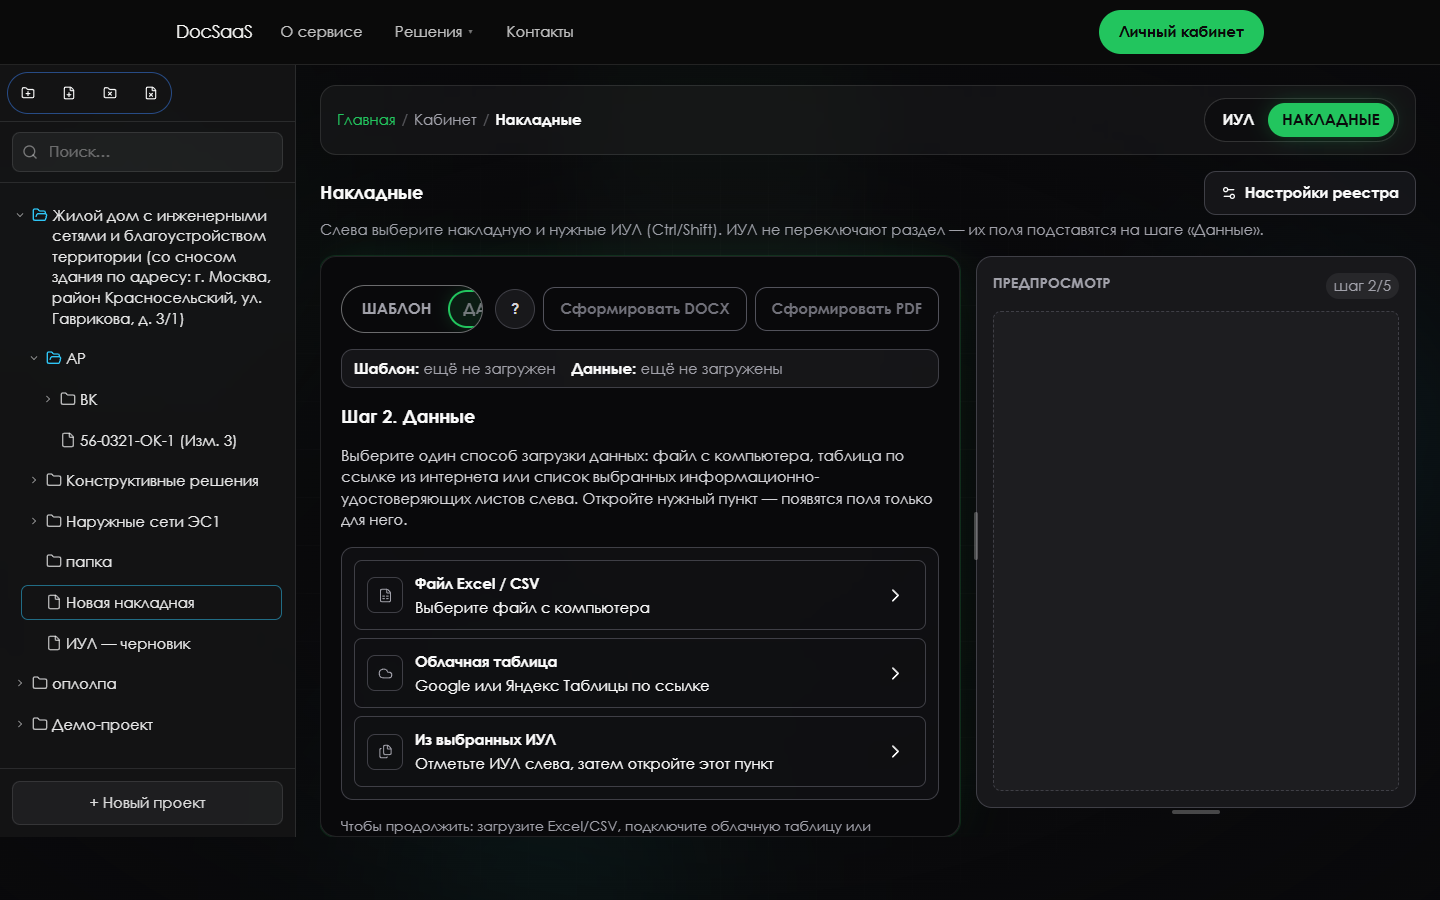 DocSaaS
О сервисе
Решения
Контакты
Личный кабинет
Поиск...
Жилой дом с инженерными
сетями и благоустройством
территории (со сносом
здания по адресу: г. Москва,
район Красносельский, ул.
Гаврикова, д. 3/1)
АР
ВК
56-0321-ОК-1 (Изм. 3)
Конструктивные решения
Наружные сети ЭС1
папка
Новая накладная
ИУЛ — черновик
оплолпа
Демо-проект
+ Новый проект
Главная / Кабинет / Накладные
ИУЛ
НАКЛАДНЫЕ
Накладные
Настройки реестра
Слева выберите накладную и нужные ИУЛ (Ctrl/Shift). ИУЛ не переключают раздел — их поля подставятся на шаге «Данные».
ШАБЛОН
ДА
?
Сформировать DOCX
Сформировать PDF
Шаблон: ещё не загружен Данные: ещё не загружены
Шаг 2. Данные
Выберите один способ загрузки данных: файл с компьютера, таблица по
ссылке из интернета или список выбранных информационно-
удостоверяющих листов слева. Откройте нужный пункт — появятся поля только
для него.
Файл Excel / CSV
Выберите файл с компьютера
Облачная таблица
Google или Яндекс Таблицы по ссылке
Из выбранных ИУЛ
Отметьте ИУЛ слева, затем откройте этот пункт
Чтобы продолжить: загрузите Excel/CSV, подключите облачную таблицу или
ПРЕДПРОСМОТР
шаг 2/5